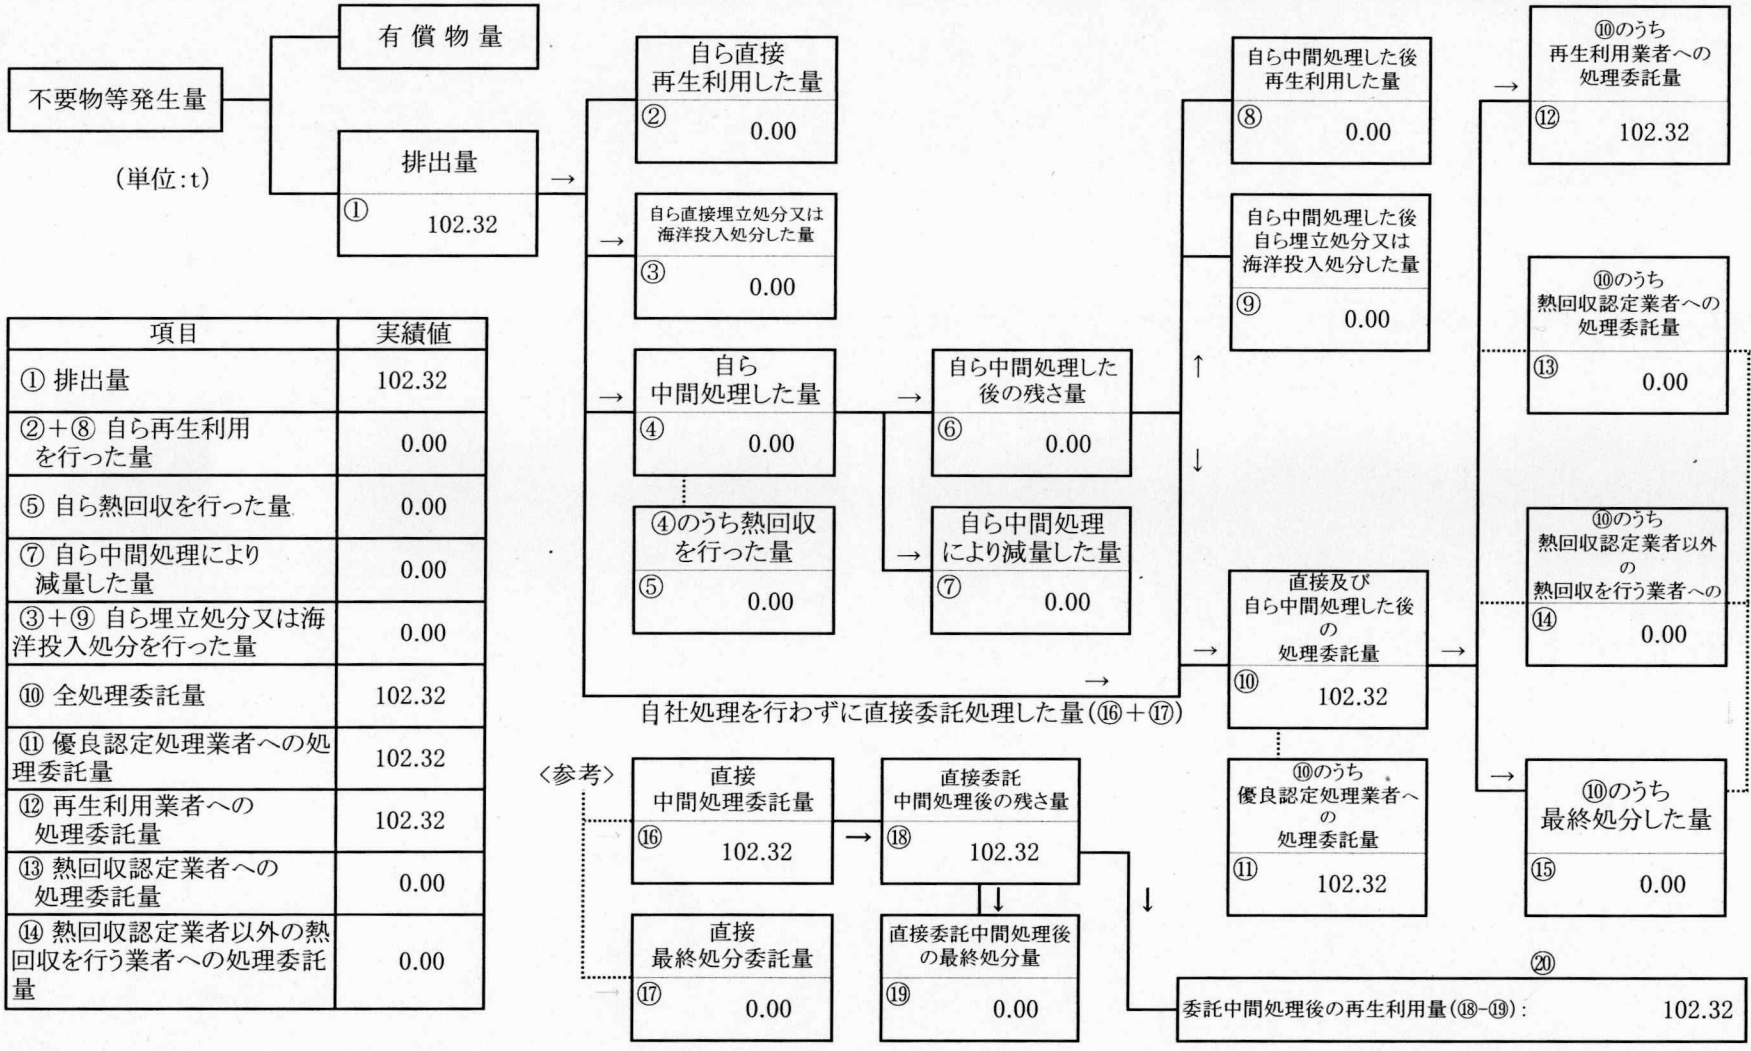 有 償 物 量
不要物等発生量
(単位:t)
排出量
①
102.32
自ら直接
再生利用した量
②
0.00
自ら直接埋立処分又は
海洋投入処分した量
③
0.00
自ら
中間処理した量
④
0.00
④のうち熱回収
を行った量
⑤
0.00
自ら中間処理した
後の残さ量
⑥
0.00
自ら中間処理
により減量した量
⑦
0.00
自ら中間処理した後
再生利用した量
⑧
0.00
自ら中間処理した後
自ら埋立処分又は
海洋投入処分した量
⑨
0.00
直接及び
自ら中間処理した後
の
処理委託量
⑩
102.32
⑩のうち
優良認定処理業者へ
の
処理委託量
⑪
102.32
⑩のうち
再生利用業者への
処理委託量
⑫
102.32
⑩のうち
熱回収認定業者への
処理委託量
⑬
0.00
⑩のうち
熱回収認定業者以外
の
熱回収を行う業者への
⑭
0.00
⑩のうち
最終処分した量
⑮
0.00
自社処理を行わずに直接委託処理した量(⑯+⑰)
<参考>
直接
中間処理委託量
⑯
102.32
直接
最終処分委託量
⑰
0.00
直接委託
中間処理後の残さ量
⑱
102.32
直接委託中間処理後
の最終処分量
⑲
0.00
⑳
委託中間処理後の再生利用量(⑱-⑲): 102.32
項目 実績値
① 排出量 102.32
②+⑧ 自ら再生利用
を行った量 0.00
⑤ 自ら熱回収を行った量 0.00
⑦ 自ら中間処理により
減量した量 0.00
③+⑨ 自ら埋立処分又は海
洋投入処分を行った量 0.00
⑩ 全処理委託量 102.32
⑪ 優良認定処理業者への処
理委託量 102.32
⑫ 再生利用業者への
処理委託量 102.32
⑬ 熱回収認定業者への
処理委託量 0.00
⑭ 熱回収認定業者以外の熱
回収を行う業者への処理委託
量 0.00